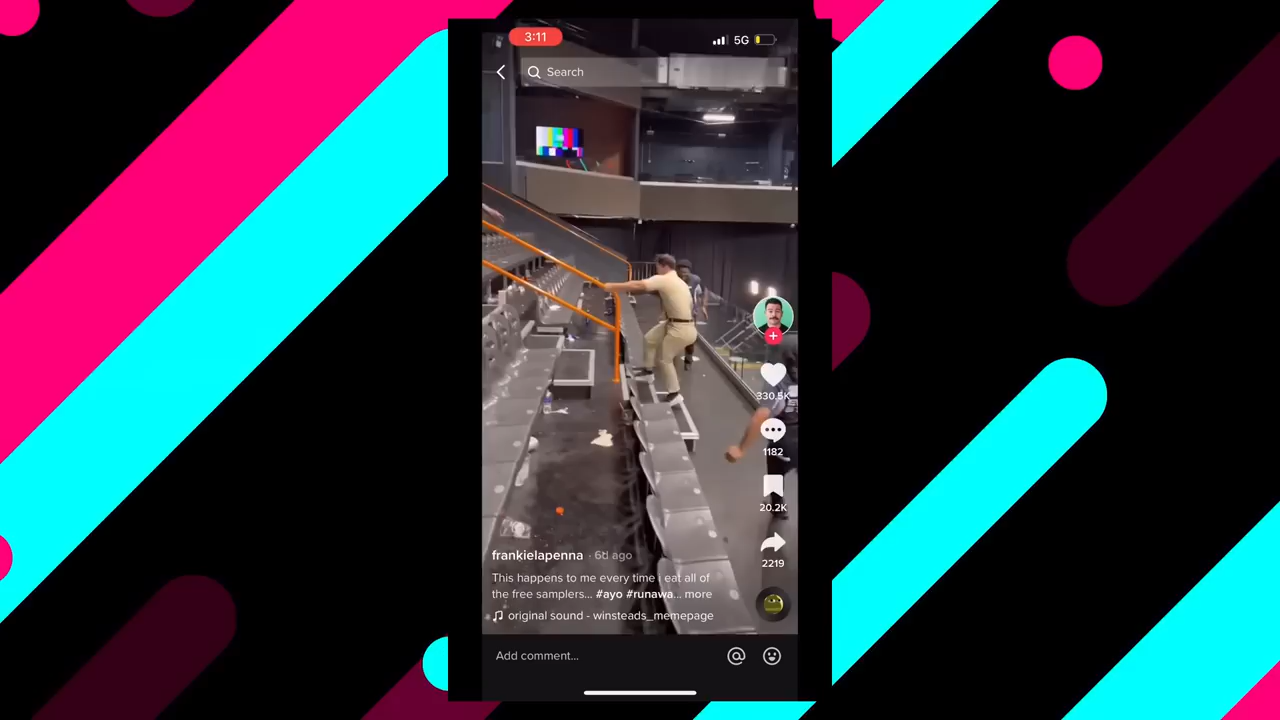 3:11
5G
Search
330.5K
1182
20.2K
2219
frankielapenna · 6d ago
This happens to me every time i eat all of
the free samplers... #ayo #runawa... more
original sound - winsteads_memepage
Add comment...